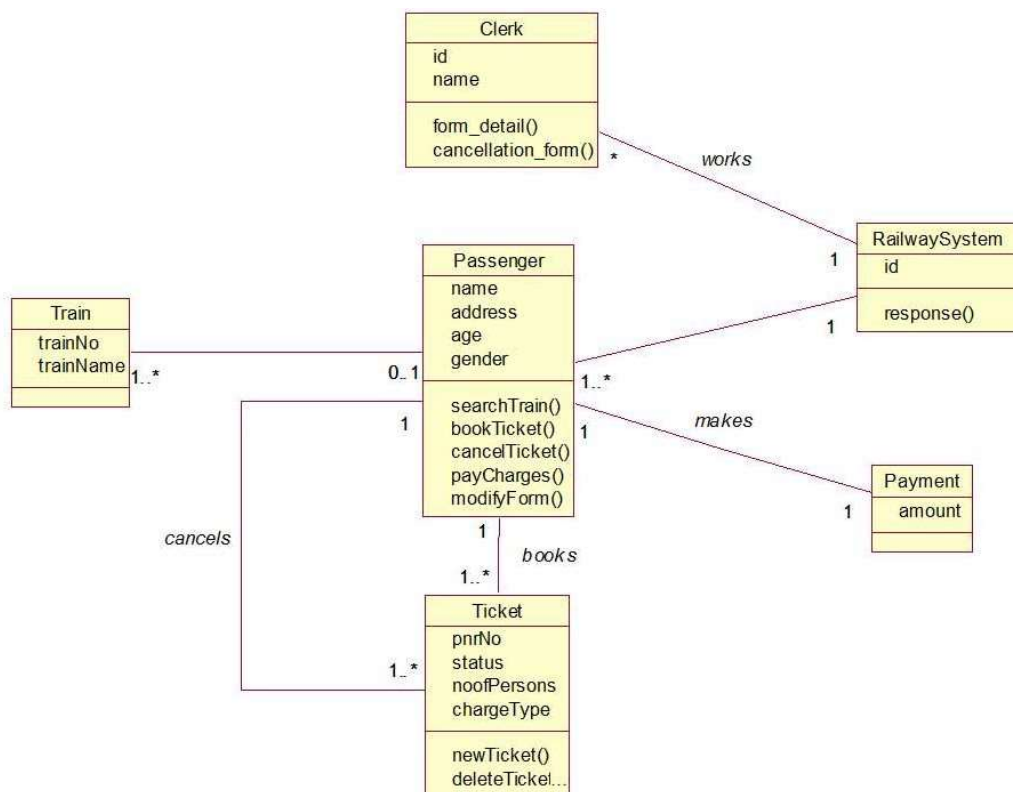 Clerk
id
name
form_detail()
cancellation_form()
*
works
RailwaySystem
id
response()
1
1
Passenger
name
address
age
gender
searchTrain()
bookTicket()
cancelTicket()
payCharges()
modifyForm()
Train
trainNo
trainName
1..*
0..1
1..*
1
1
makes
Payment
amount
1
cancels
1
books
1..*
Ticket
pnrNo
status
noofPersons
chargeType
newTicket()
deleteTicket...
1..*